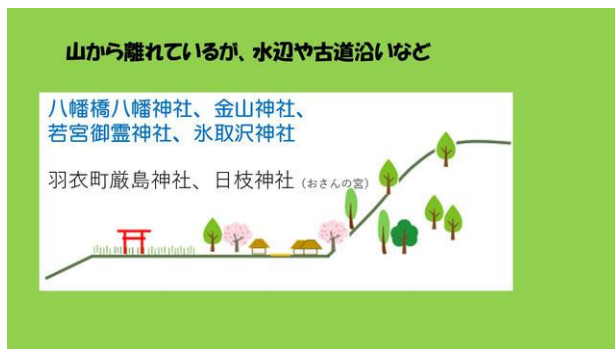 山から離れているが、水辺や古道沿いなど
八幡橋八幡神社、金山神社、
若宮御霊神社、氷取沢神社
羽衣町厳島神社、日枝神社（おさんの宮）